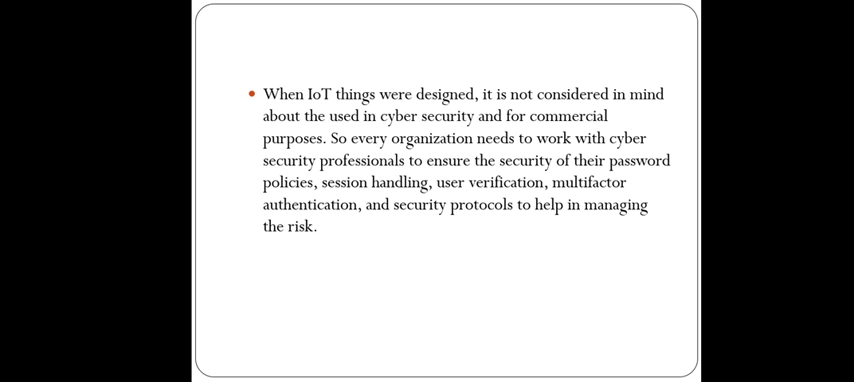 When IoT things were designed, it is not considered in mind
about the used in cyber security and for commercial
purposes. So every organization needs to work with cyber
security professionals to ensure the security of their password
policies, session handling, user verification, multifactor
authentication, and security protocols to help in managing
the risk.